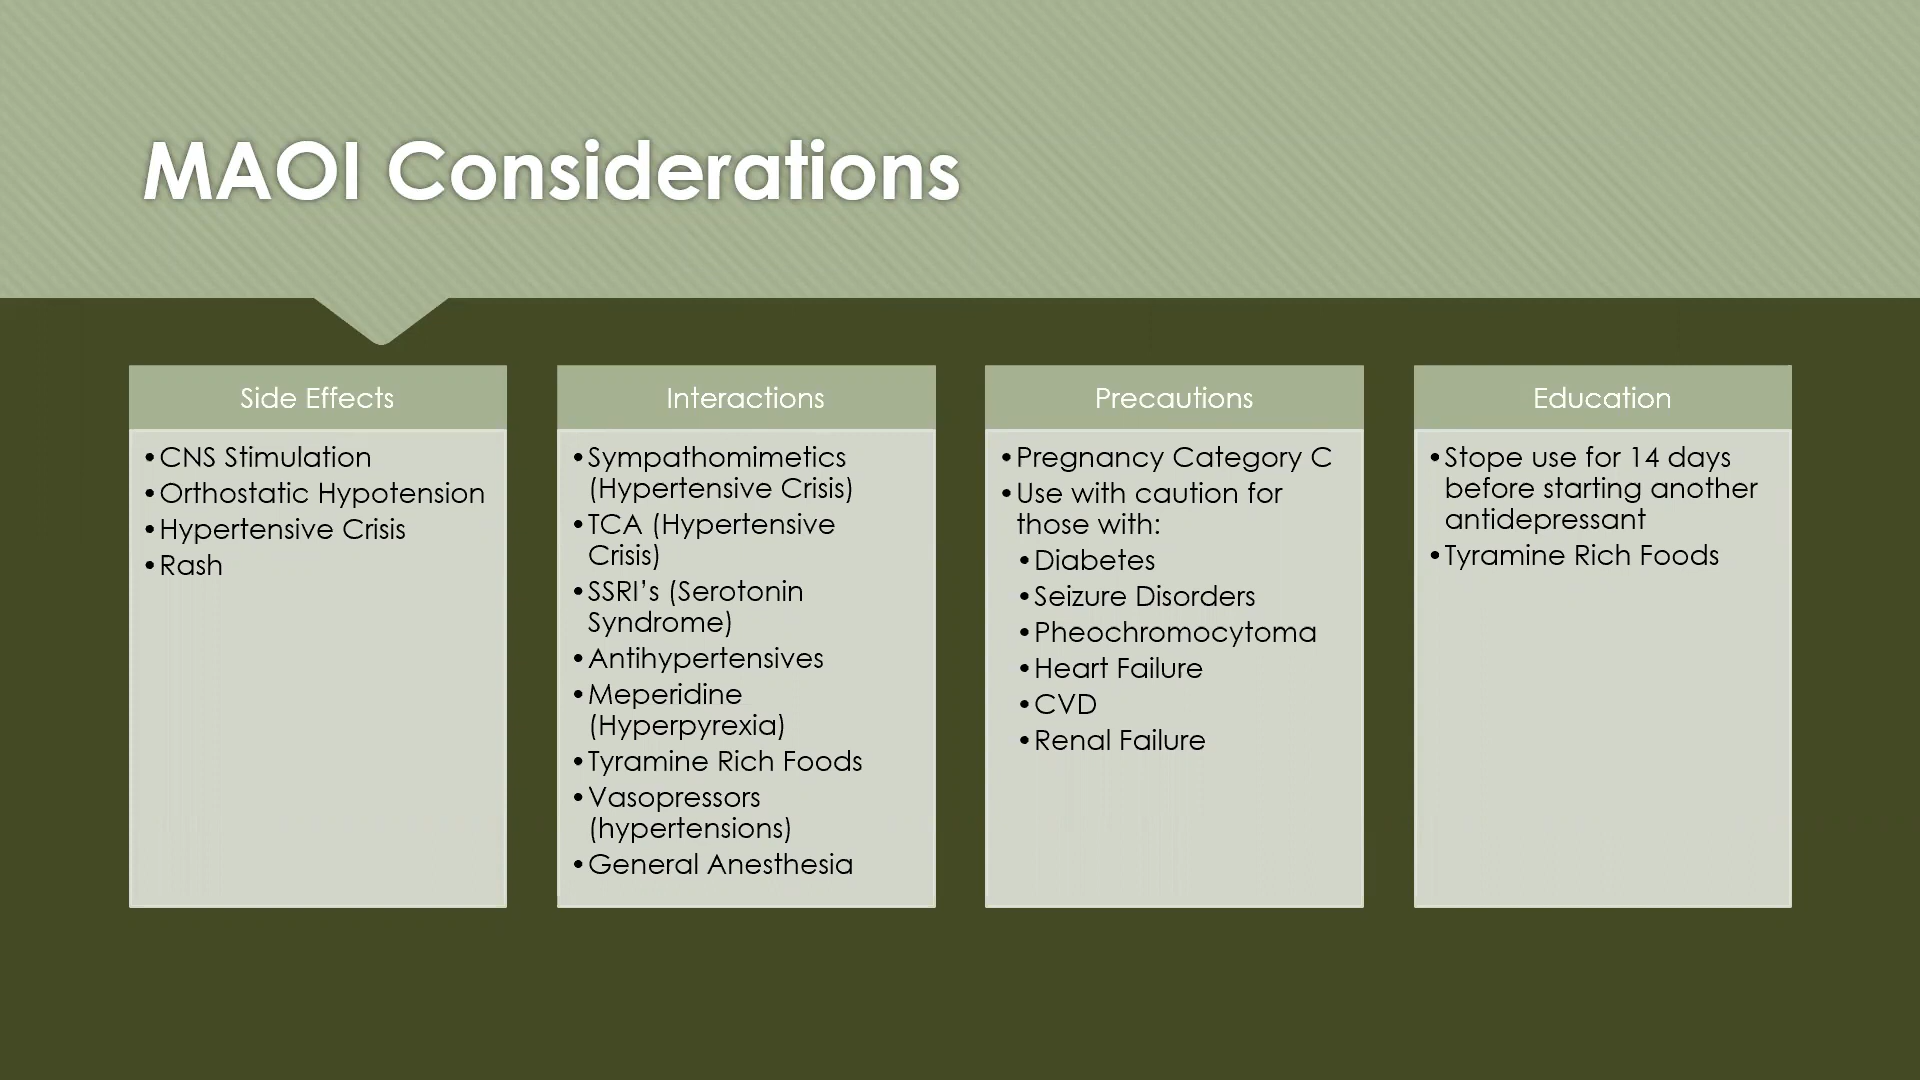 MAOI Considerations
Side Effects
•CNS Stimulation
•Orthostatic Hypotension
•Hypertensive Crisis
•Rash
Interactions
•Sympathomimetics
(Hypertensive Crisis)
•TCA (Hypertensive
Crisis)
•SSRI’s (Serotonin
Syndrome)
•Antihypertensives
•Meperidine
(Hyperpyrexia)
•Tyramine Rich Foods
•Vasopressors
(hypertensions)
•General Anesthesia
Precautions
•Pregnancy Category C
•Use with caution for
those with:
•Diabetes
•Seizure Disorders
•Pheochromocytoma
•Heart Failure
•CVD
•Renal Failure
Education
•Stope use for 14 days
before starting another
antidepressant
•Tyramine Rich Foods